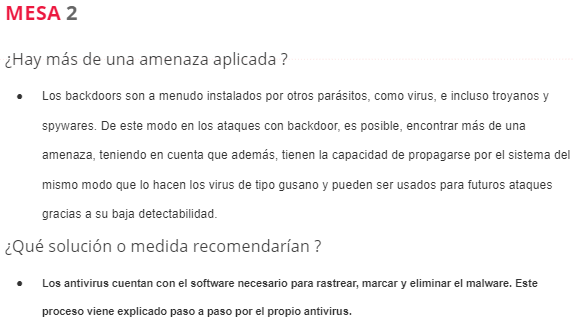 MESA 2
¿Hay más de una amenaza aplicada ?
● Los backdoors son a menudo instalados por otros parásitos, como virus, e incluso troyanos y
spywares. De este modo en los ataques con backdoor, es posible, encontrar más de una
amenaza, teniendo en cuenta que además, tienen la capacidad de propagarse por el sistema del
mismo modo que lo hacen los virus de tipo gusano y pueden ser usados para futuros ataques
gracias a su baja detectabilidad.
¿Qué solución o medida recomendarían ?
● Los antivirus cuentan con el software necesario para rastrear, marcar y eliminar el malware. Este
proceso viene explicado paso a paso por el propio antivirus.